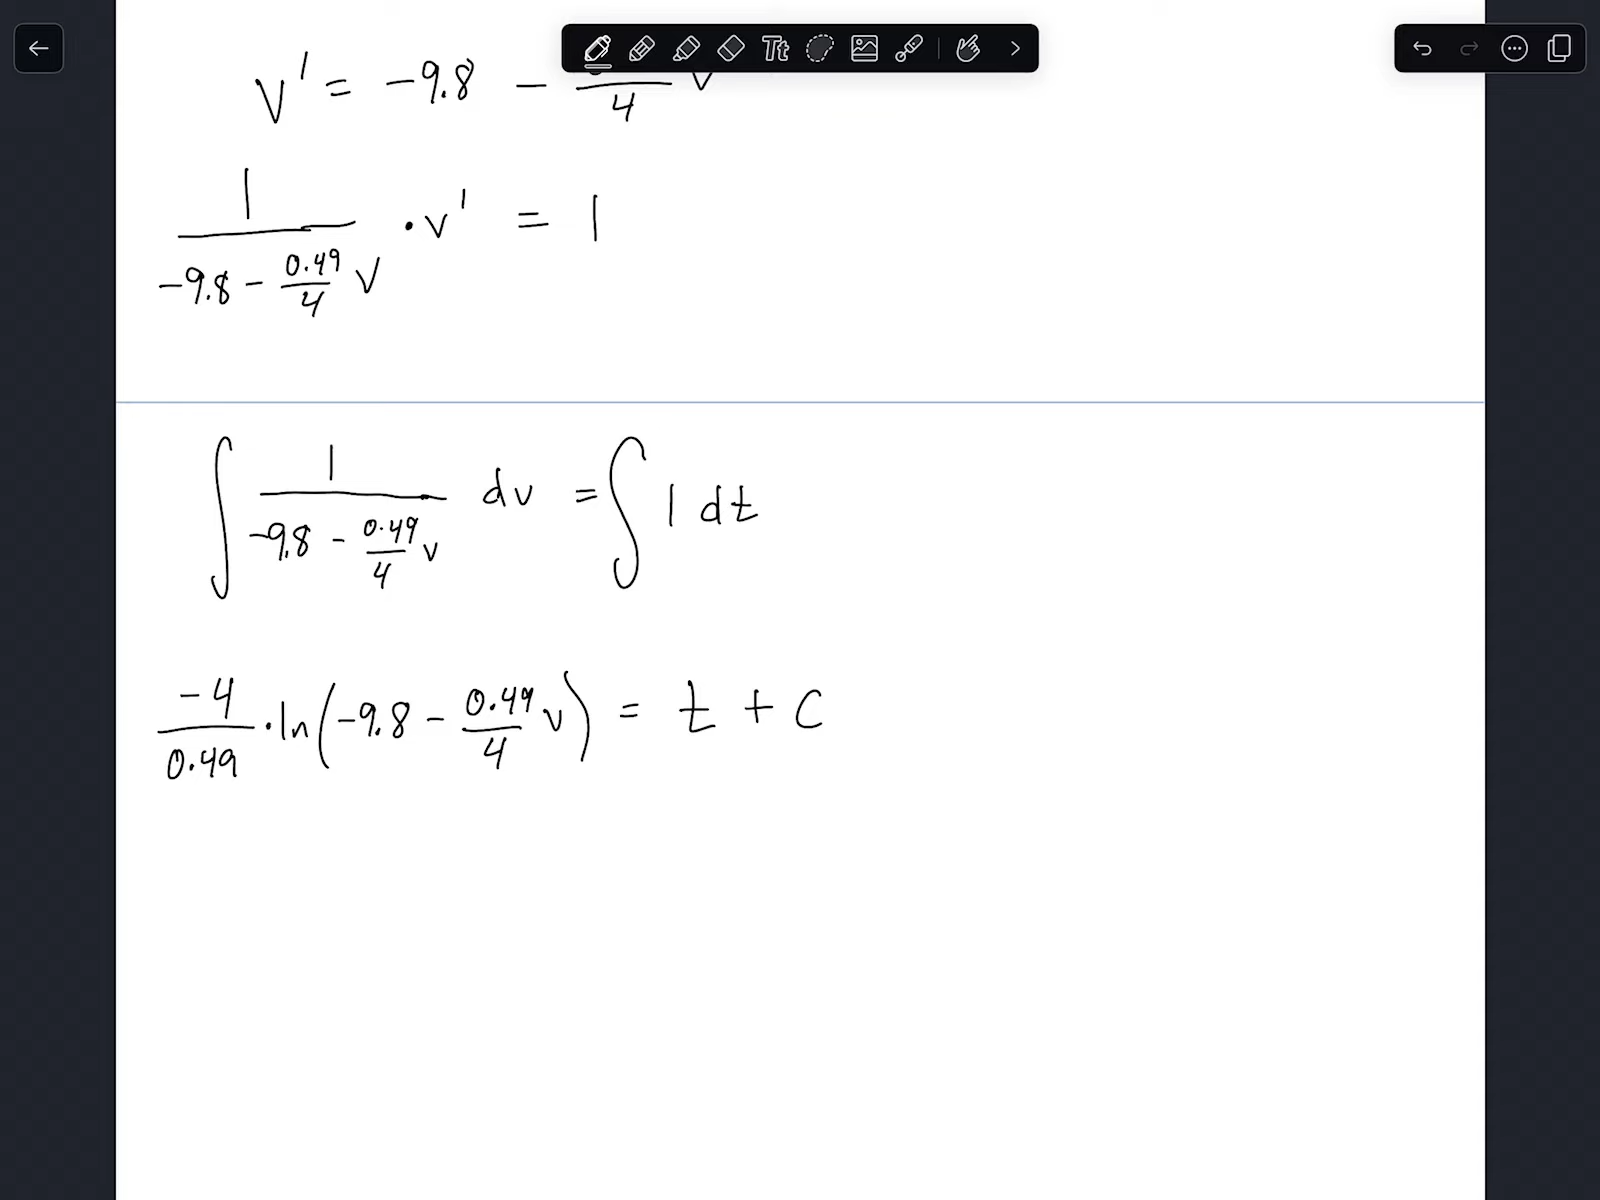 v' = -9.8 - /4 v
1/(-9.8 - 0.49/4 v) · v' = 1
∫ 1/(-9.8 - 0.49/4 v) dv = ∫ 1 dt
-4/0.49 · ln(-9.8 - 0.49/4 v) = t + C
Tt